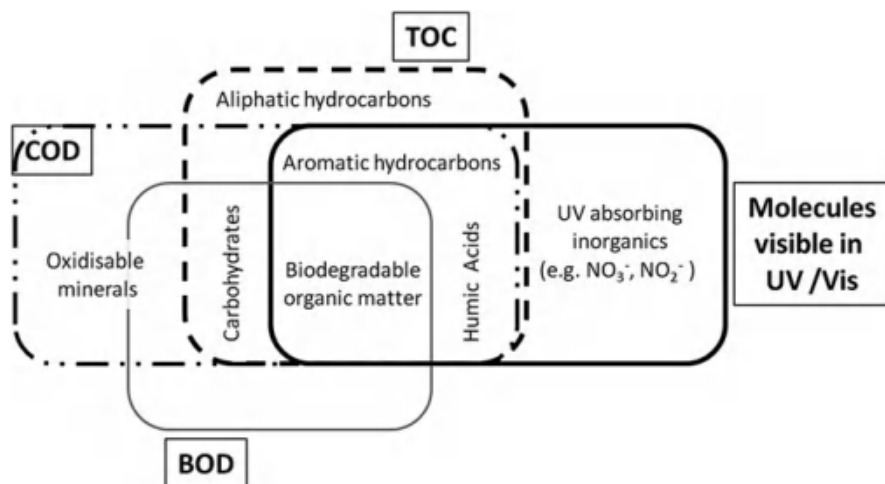 TOC
Aliphatic hydrocarbons
COD
Aromatic hydrocarbons
Oxidisable
minerals
Carbohydrates
Biodegradable
organic matter
Humic Acids
UV absorbing
inorganics
(e.g. NO₃⁻, NO₂⁻ )
Molecules
visible in
UV /Vis
BOD